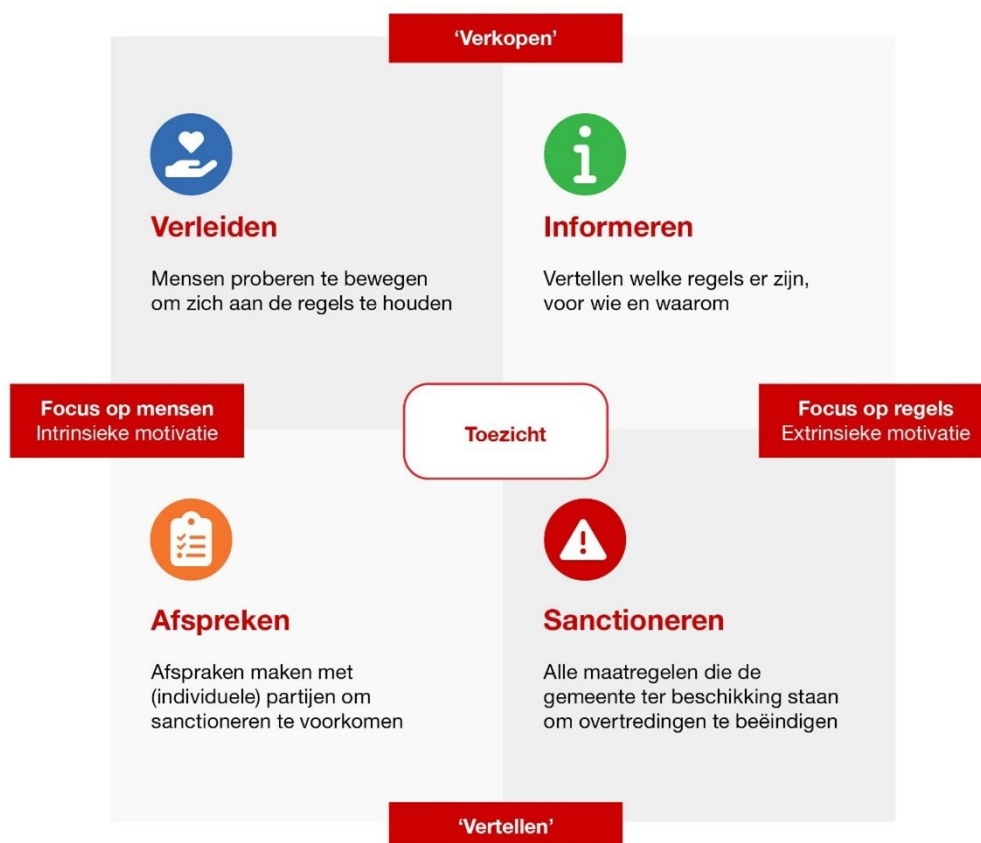 ‘Verkopen’
Verleiden
Mensen proberen te bewegen
om zich aan de regels te houden
Informeren
Vertellen welke regels er zijn,
voor wie en waarom
Focus op mensen
Intrinsieke motivatie
Toezicht
Focus op regels
Extrinsieke motivatie
Afspreken
Afspraken maken met
(individuele) partijen om
sanctioneren te voorkomen
Sanctioneren
Alle maatregelen die de
gemeente ter beschikking staan
om overtredingen te beëindigen
‘Vertellen’